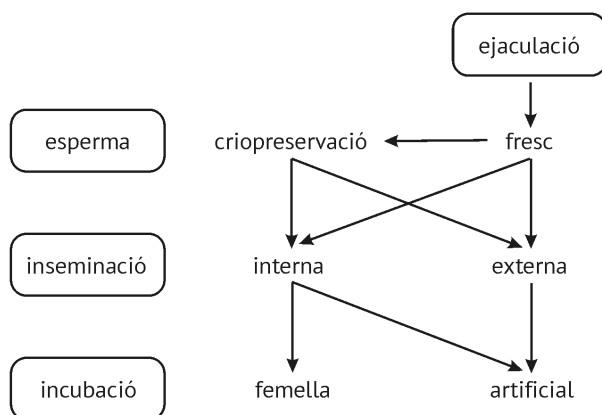 ejaculació
esperma
criopreservació
fresc
inseminació
interna
externa
incubació
femella
artificial